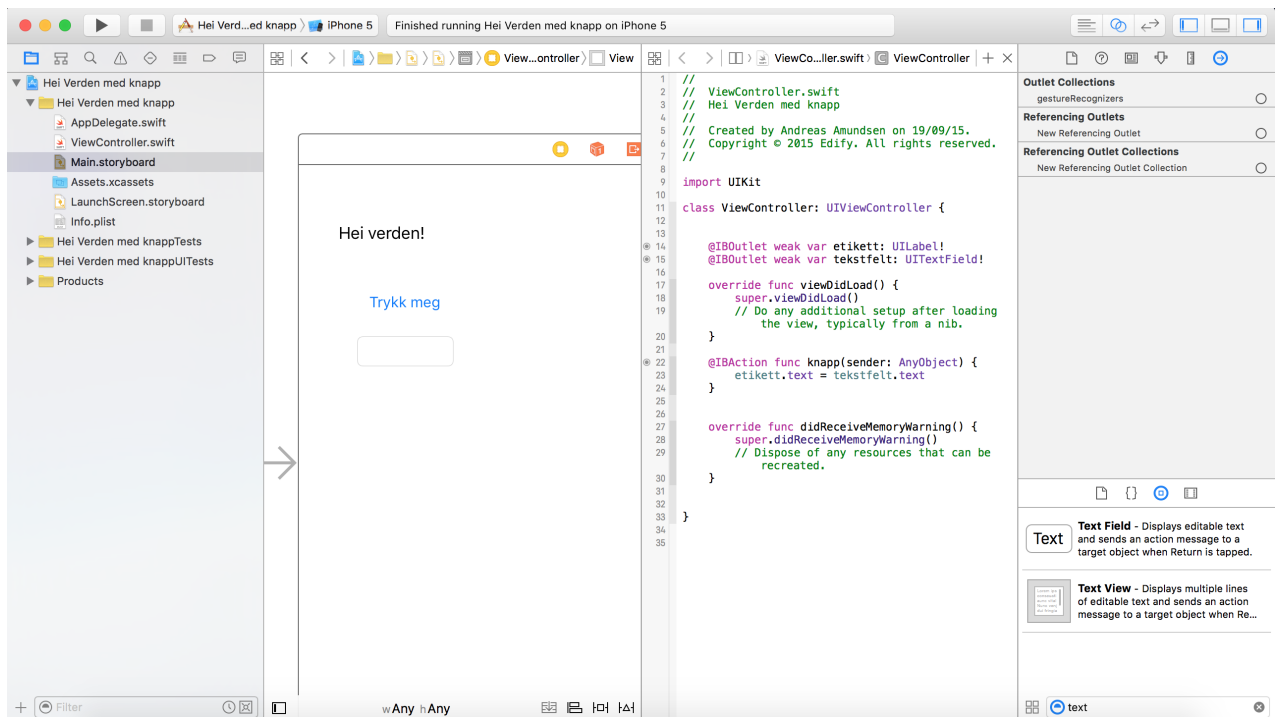 Hei Verd...ed knapp
iPhone 5
Finished running Hei Verden med knapp on iPhone 5
View...ontroller
View
ViewCo...ller.swift
ViewController
Hei Verden med knapp
Hei Verden med knapp
AppDelegate.swift
ViewController.swift
Main.storyboard
Assets.xcassets
LaunchScreen.storyboard
Info.plist
Hei Verden med knappTests
Hei Verden med knappUITests
Products
Filter
Hei verden!
Trykk meg
wAny hAny
1 //
2 // ViewController.swift
3 // Hei Verden med knapp
4 //
5 // Created by Andreas Amundsen on 19/09/15.
6 // Copyright © 2015 Edify. All rights reserved.
7 //
8
9 import UIKit
10
11 class ViewController: UIViewController {
12
13
14 @IBOutlet weak var etikett: UILabel!
15 @IBOutlet weak var tekstfelt: UITextField!
16
17 override func viewDidLoad() {
18 super.viewDidLoad()
19 // Do any additional setup after loading
the view, typically from a nib.
20 }
21
22 @IBAction func knapp(sender: AnyObject) {
23 etikett.text = tekstfelt.text
24 }
25
26
27 override func didReceiveMemoryWarning() {
28 super.didReceiveMemoryWarning()
29 // Dispose of any resources that can be
recreated.
30 }
31
32
33 }
34
35
Outlet Collections
gestureRecognizers
Referencing Outlets
New Referencing Outlet
Referencing Outlet Collections
New Referencing Outlet Collection
{}
Text
Text Field - Displays editable text
and sends an action message to a
target object when Return is tapped.
Text View - Displays multiple lines
of editable text and sends an action
message to a target object when Re...
text